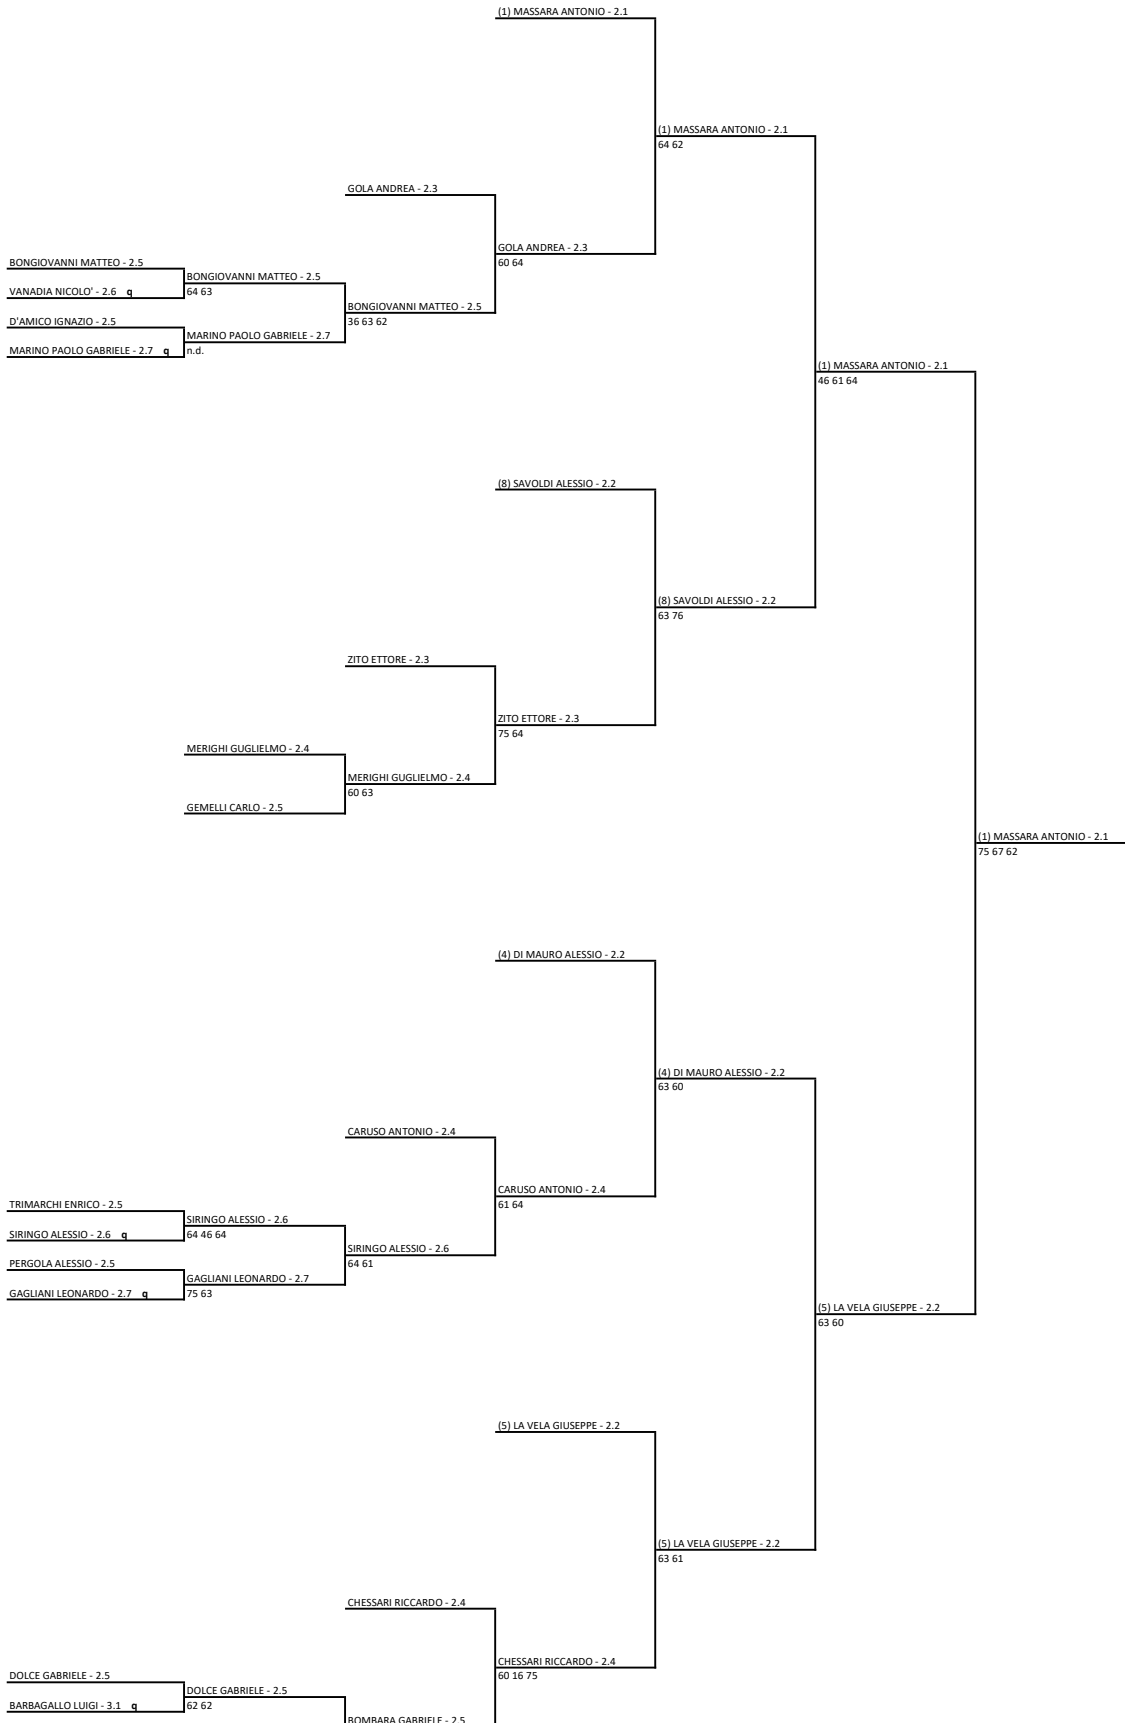 (1) MASSARA ANTONIO - 2.1
(1) MASSARA ANTONIO - 2.1
64 62
GOLA ANDREA - 2.3
GOLA ANDREA - 2.3
60 64
BONGIOVANNI MATTEO - 2.5
BONGIOVANNI MATTEO - 2.5
VANADIA NICOLO' - 2.6 q
64 63
BONGIOVANNI MATTEO - 2.5
36 63 62
D'AMICO IGNAZIO - 2.5
MARINO PAOLO GABRIELE - 2.7
MARINO PAOLO GABRIELE - 2.7 q
n.d.
(1) MASSARA ANTONIO - 2.1
46 61 64
(8) SAVOLDI ALESSIO - 2.2
(8) SAVOLDI ALESSIO - 2.2
63 76
ZITO ETTORE - 2.3
ZITO ETTORE - 2.3
75 64
MERIGHI GUGLIELMO - 2.4
MERIGHI GUGLIELMO - 2.4
60 63
GEMELLI CARLO - 2.5
(1) MASSARA ANTONIO - 2.1
75 67 62
(4) DI MAURO ALESSIO - 2.2
(4) DI MAURO ALESSIO - 2.2
63 60
CARUSO ANTONIO - 2.4
CARUSO ANTONIO - 2.4
61 64
TRIMARCHI ENRICO - 2.5
SIRINGO ALESSIO - 2.6
SIRINGO ALESSIO - 2.6 q
64 46 64
SIRINGO ALESSIO - 2.6
64 61
PERGOLA ALESSIO - 2.5
GAGLIANI LEONARDO - 2.7
GAGLIANI LEONARDO - 2.7 q
75 63
(5) LA VELA GIUSEPPE - 2.2
63 60
(5) LA VELA GIUSEPPE - 2.2
(5) LA VELA GIUSEPPE - 2.2
63 61
CHESSARI RICCARDO - 2.4
CHESSARI RICCARDO - 2.4
60 16 75
DOLCE GABRIELE - 2.5
DOLCE GABRIELE - 2.5
BARBAGALLO LUIGI - 3.1 q
62 62
BOMBARA GABRIELE - 2.5